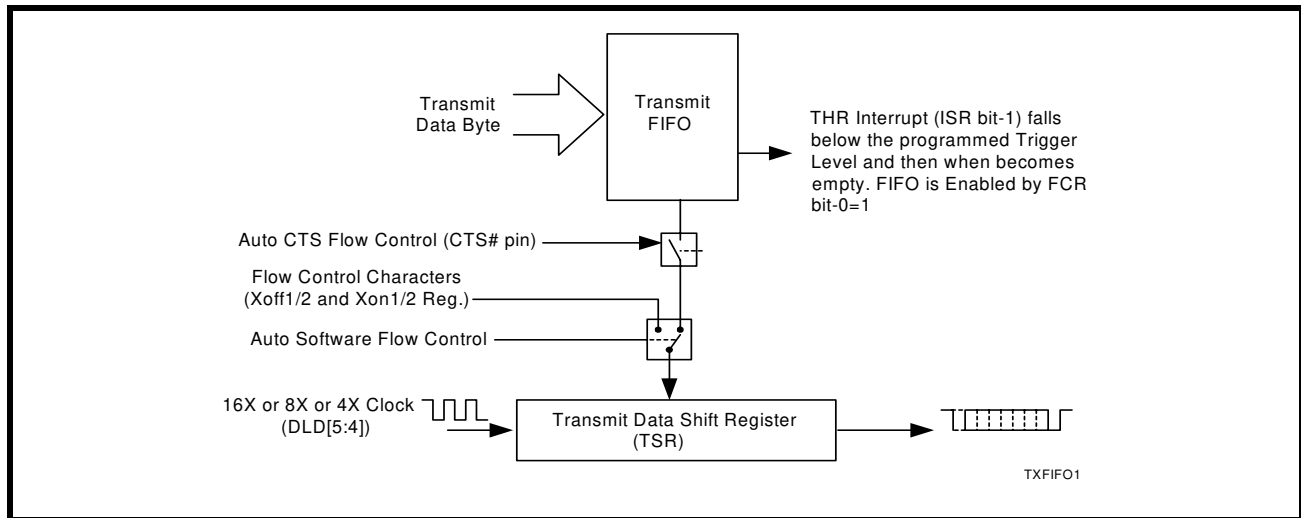 Transmit
FIFO
Transmit
Data Byte
THR Interrupt (ISR bit-1) falls
below the programmed Trigger
Level and then when becomes
empty. FIFO is Enabled by FCR
bit-0=1
Auto CTS Flow Control (CTS# pin)
Flow Control Characters
(Xoff1/2 and Xon1/2 Reg.)
Auto Software Flow Control
16X or 8X or 4X Clock
(DLD[5:4])
Transmit Data Shift Register
(TSR)
TXFIFO1